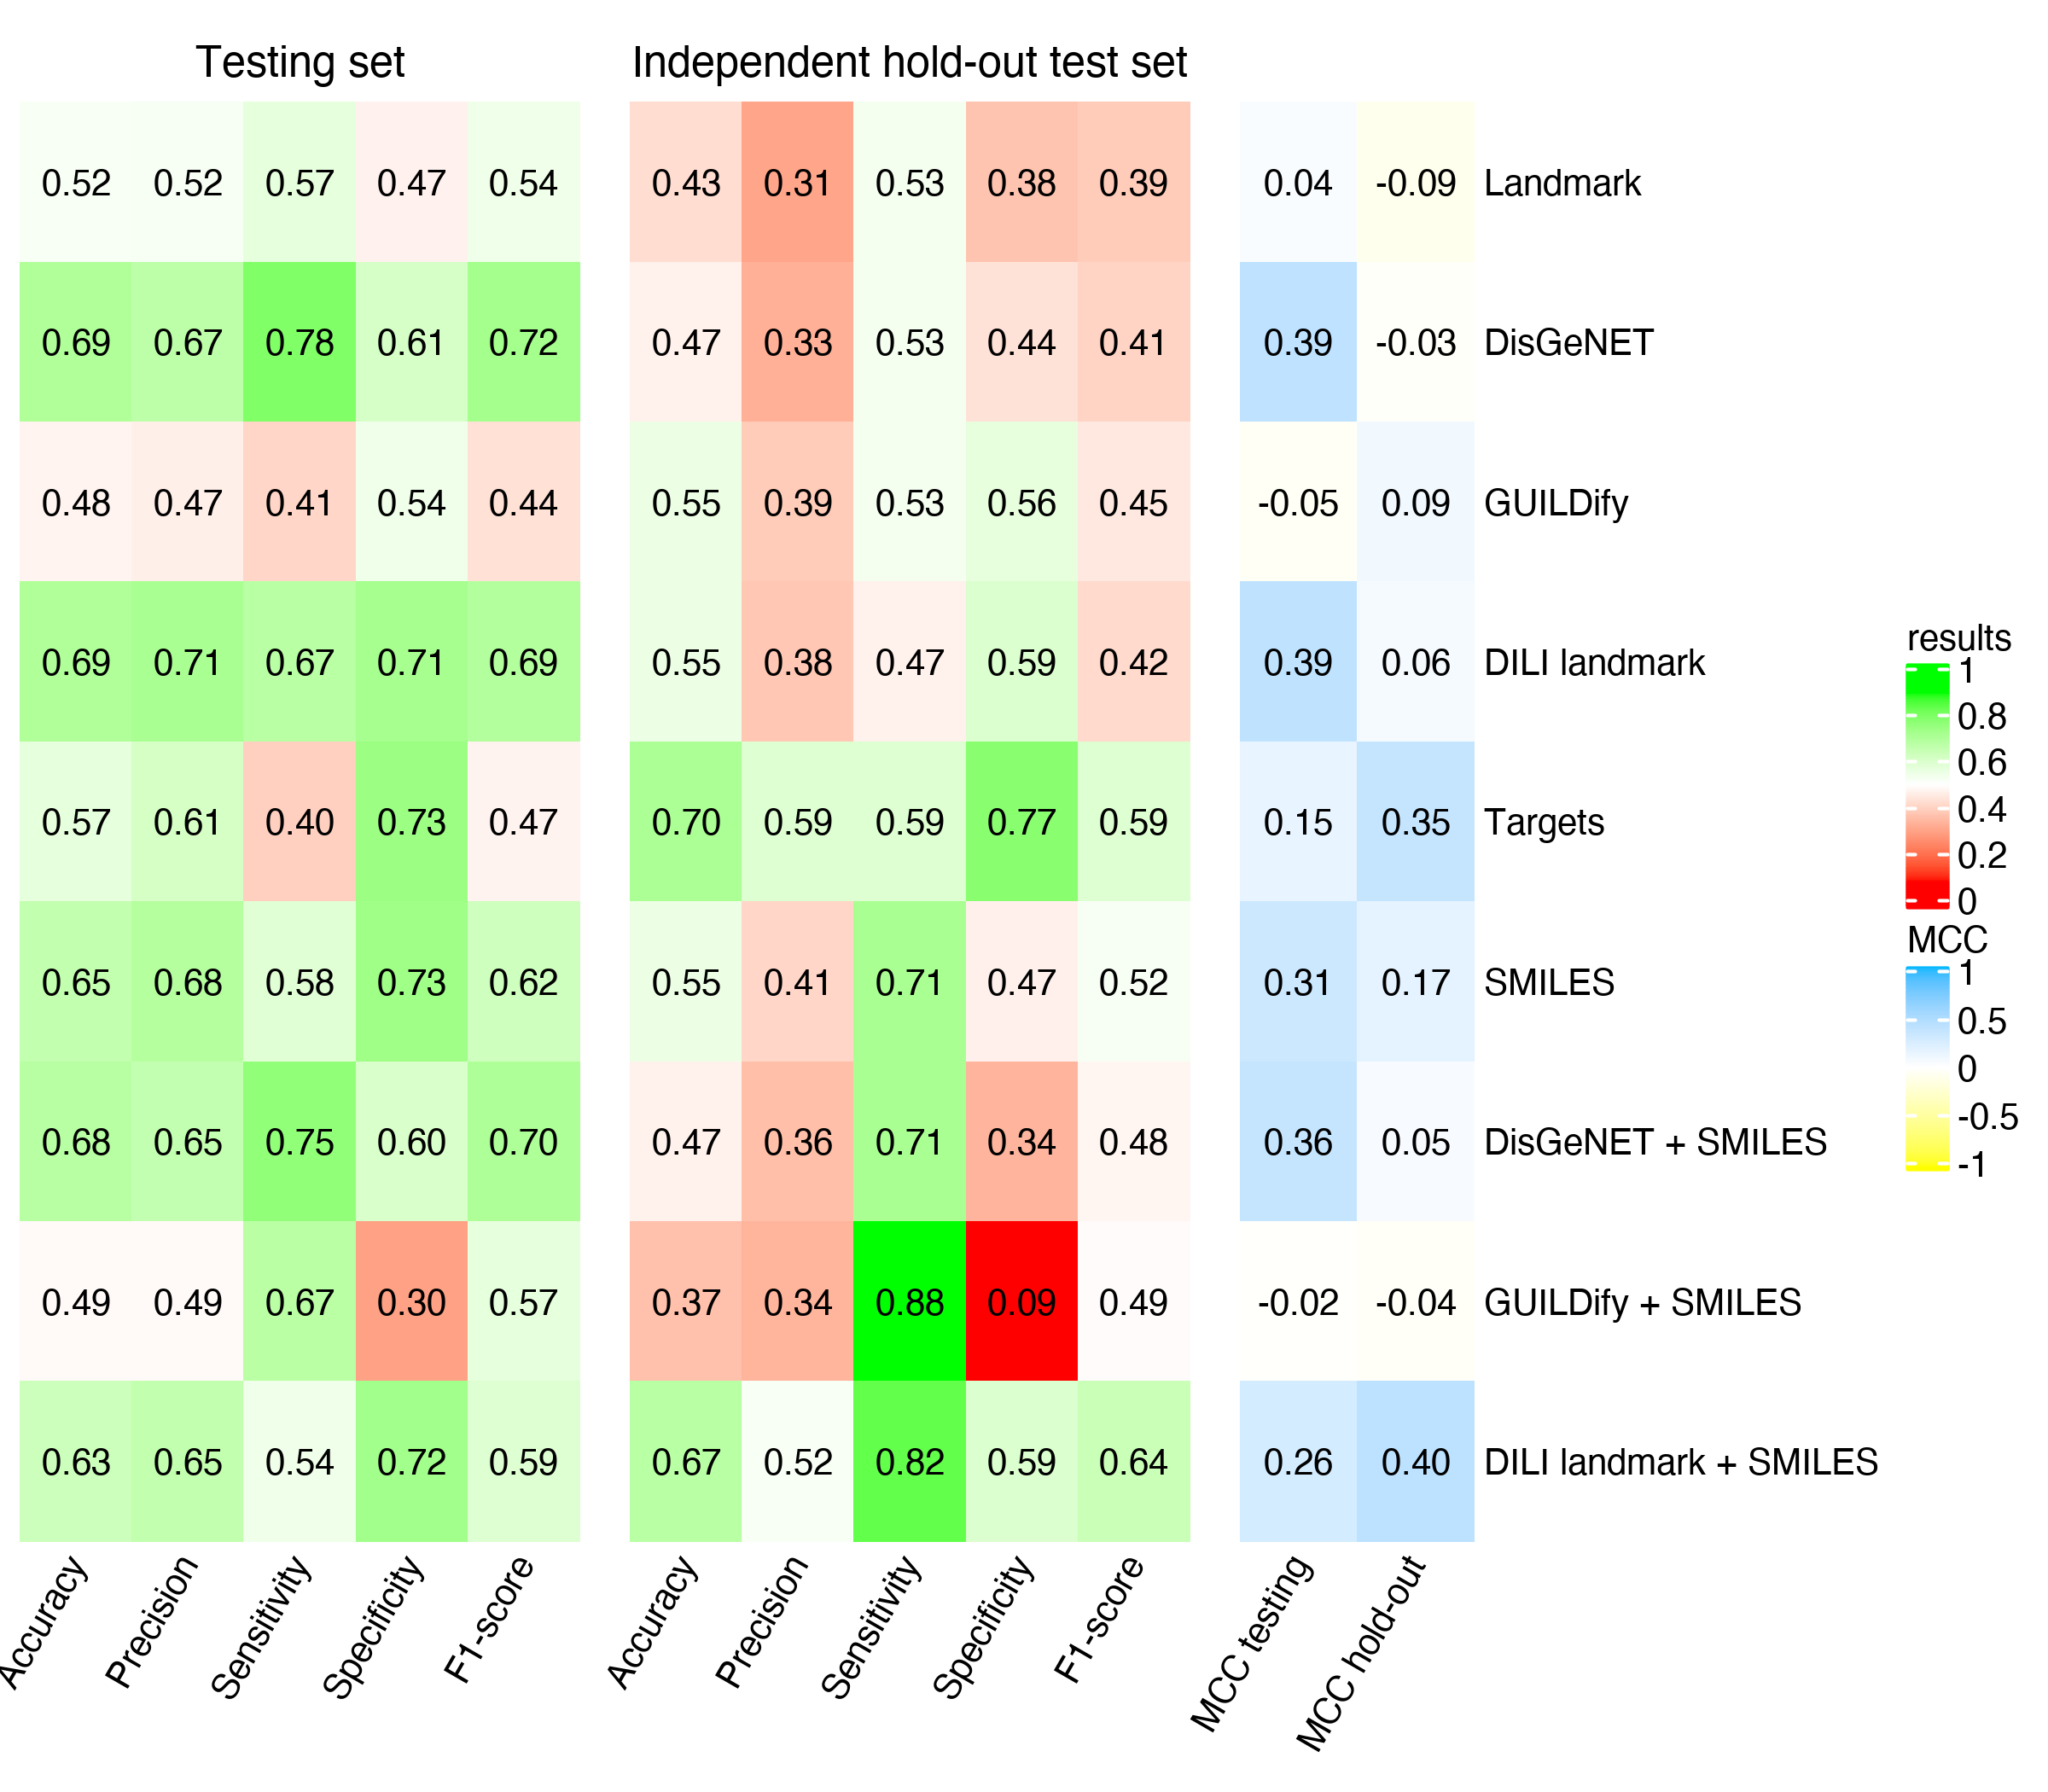 Testing set Independent hold-out test set
0.52 0.52 0.57 0.47 0.54 0.43 0.31 0.53 0.38 0.39 0.04 -0.09 Landmark
0.69 0.67 0.78 0.61 0.72 0.47 0.33 0.53 0.44 0.41 0.39 -0.03 DisGeNET
0.48 0.47 0.41 0.54 0.44 0.55 0.39 0.53 0.56 0.45 -0.05 0.09 GUILDify
0.69 0.71 0.67 0.71 0.69 0.55 0.38 0.47 0.59 0.42 0.39 0.06 DILI landmark
0.57 0.61 0.40 0.73 0.47 0.70 0.59 0.59 0.77 0.59 0.15 0.35 Targets
0.65 0.68 0.58 0.73 0.62 0.55 0.41 0.71 0.47 0.52 0.31 0.17 SMILES
0.68 0.65 0.75 0.60 0.70 0.47 0.36 0.71 0.34 0.48 0.36 0.05 DisGeNET + SMILES
0.49 0.49 0.67 0.30 0.57 0.37 0.34 0.88 0.09 0.49 -0.02 -0.04 GUILDify + SMILES
0.63 0.65 0.54 0.72 0.59 0.67 0.52 0.82 0.59 0.64 0.26 0.40 DILI landmark + SMILES
Accuracy Precision Sensitivity Specificity F1-score Accuracy Precision Sensitivity Specificity F1-score MCC testing MCC hold-out
results
1
0.8
0.6
0.4
0.2
0
MCC
1
0.5
0
-0.5
-1